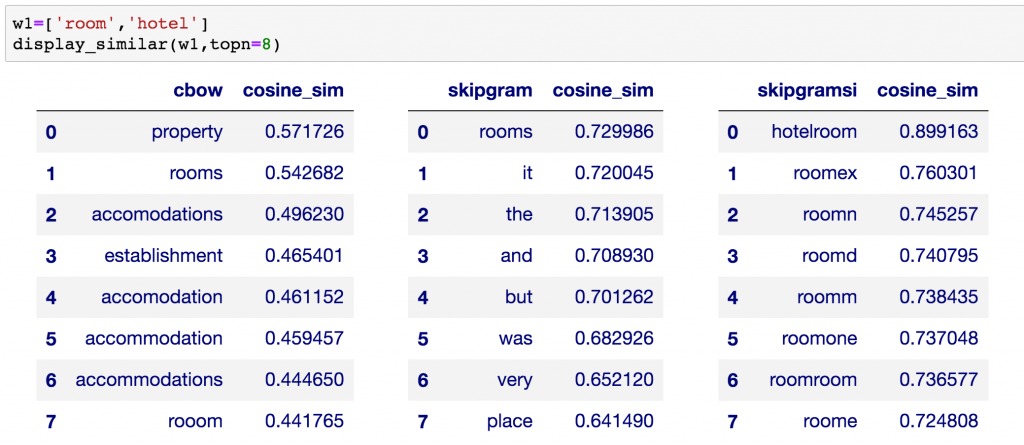 w1=['room','hotel']
display_similar(w1,topn=8)
cbow cosine_sim skipgram cosine_sim skipgramsi cosine_sim
0 property 0.571726 0 rooms 0.729986 0 hotelroom 0.899163
1 rooms 0.542682 1 it 0.720045 1 roomex 0.760301
2 accomodations 0.496230 2 the 0.713905 2 roomn 0.745257
3 establishment 0.465401 3 and 0.708930 3 roomd 0.740795
4 accomodation 0.461152 4 but 0.701262 4 roomm 0.738435
5 accommodation 0.459457 5 was 0.682926 5 roomone 0.737048
6 accommodations 0.444650 6 very 0.652120 6 roomroom 0.736577
7 rooom 0.441765 7 place 0.641490 7 roome 0.724808